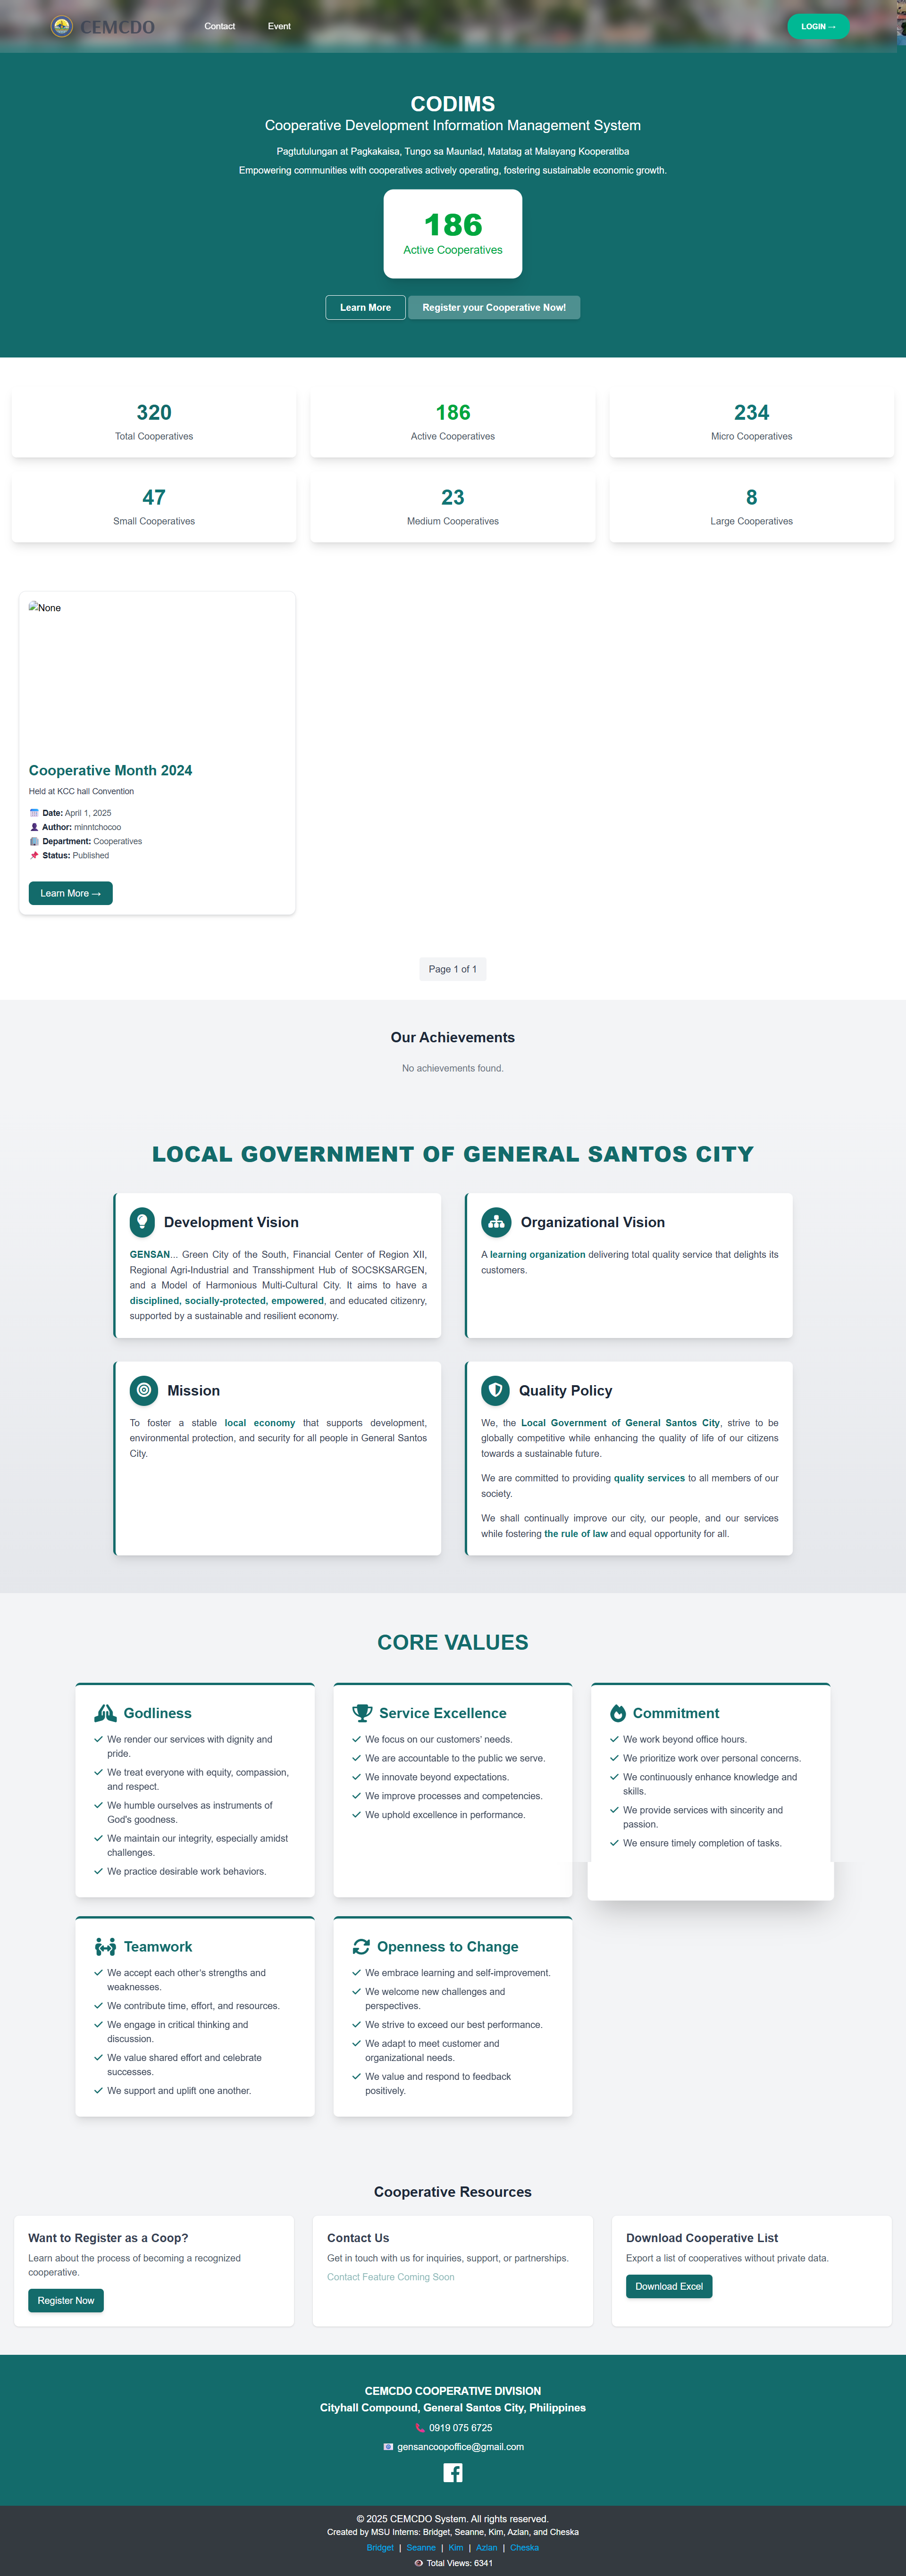 CEMCDO
Contact
Event
LOGIN →
CODIMS
Cooperative Development Information Management System
Pagtutulungan at Pagkakaisa, Tungo sa Maunlad, Matatag at Malayang Kooperatiba
Empowering communities with cooperatives actively operating, fostering sustainable economic growth.
186
Active Cooperatives
Learn More
Register your Cooperative Now!
320
Total Cooperatives
186
Active Cooperatives
234
Micro Cooperatives
47
Small Cooperatives
23
Medium Cooperatives
8
Large Cooperatives
None
Cooperative Month 2024
Held at KCC hall Convention
Date: April 1, 2025
Author: minntchocoo
Department: Cooperatives
Status: Published
Learn More →
Page 1 of 1
Our Achievements
No achievements found.
LOCAL GOVERNMENT OF GENERAL SANTOS CITY
Development Vision
GENSAN... Green City of the South, Financial Center of Region XII,
Regional Agri-Industrial and Transshipment Hub of SOCSKSARGEN,
and a Model of Harmonious Multi-Cultural City. It aims to have a
disciplined, socially-protected, empowered, and educated citizenry,
supported by a sustainable and resilient economy.
Organizational Vision
A learning organization delivering total quality service that delights its
customers.
Mission
To foster a stable local economy that supports development,
environmental protection, and security for all people in General Santos
City.
Quality Policy
We, the Local Government of General Santos City, strive to be
globally competitive while enhancing the quality of life of our citizens
towards a sustainable future.
We are committed to providing quality services to all members of our
society.
We shall continually improve our city, our people, and our services
while fostering the rule of law and equal opportunity for all.
CORE VALUES
Godliness
We render our services with dignity and
pride.
We treat everyone with equity, compassion,
and respect.
We humble ourselves as instruments of
God's goodness.
We maintain our integrity, especially amidst
challenges.
We practice desirable work behaviors.
Service Excellence
We focus on our customers' needs.
We are accountable to the public we serve.
We innovate beyond expectations.
We improve processes and competencies.
We uphold excellence in performance.
Commitment
We work beyond office hours.
We prioritize work over personal concerns.
We continuously enhance knowledge and
skills.
We provide services with sincerity and
passion.
We ensure timely completion of tasks.
Teamwork
We accept each other's strengths and
weaknesses.
We contribute time, effort, and resources.
We engage in critical thinking and
discussion.
We value shared effort and celebrate
successes.
We support and uplift one another.
Openness to Change
We embrace learning and self-improvement.
We welcome new challenges and
perspectives.
We strive to exceed our best performance.
We adapt to meet customer and
organizational needs.
We value and respond to feedback
positively.
Cooperative Resources
Want to Register as a Coop?
Learn about the process of becoming a recognized
cooperative.
Register Now
Contact Us
Get in touch with us for inquiries, support, or partnerships.
Contact Feature Coming Soon
Download Cooperative List
Export a list of cooperatives without private data.
Download Excel
CEMCDO COOPERATIVE DIVISION
Cityhall Compound, General Santos City, Philippines
0919 075 6725
gensancoopoffice@gmail.com
© 2025 CEMCDO System. All rights reserved.
Created by MSU Interns: Bridget, Seanne, Kim, Azlan, and Cheska
Bridget | Seanne | Kim | Azlan | Cheska
Total Views: 6341